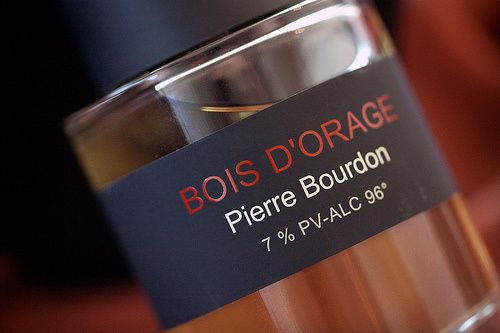 BOIS D'ORAGE
Pierre Bourdon
7 % PV-ALC 96°